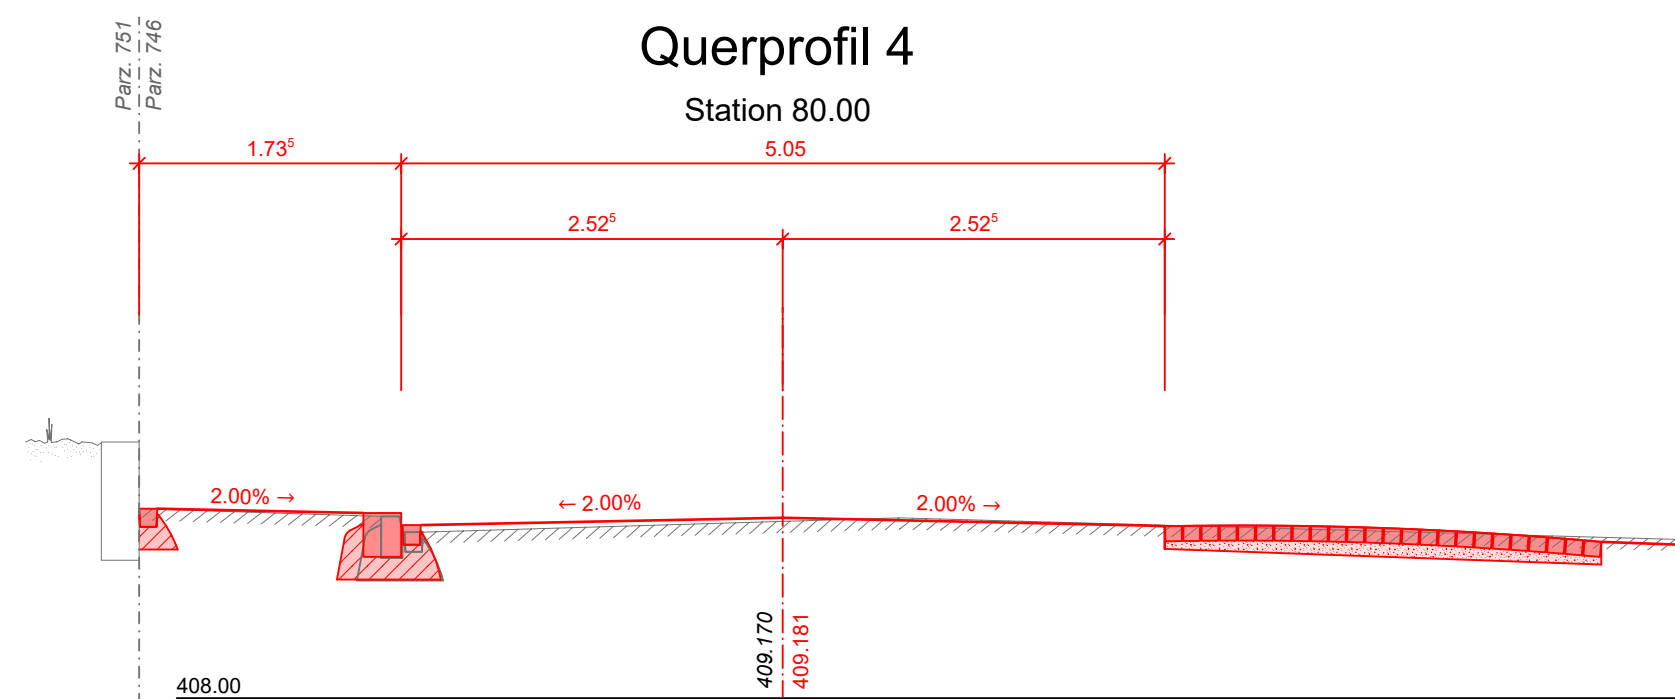 Querprofil 4
Station 80.00
Parz. 751
Parz. 746
1.73⁵
5.05
2.52⁵
2.52⁵
2.00% →
← 2.00%
2.00% →
409.170
409.181
408.00